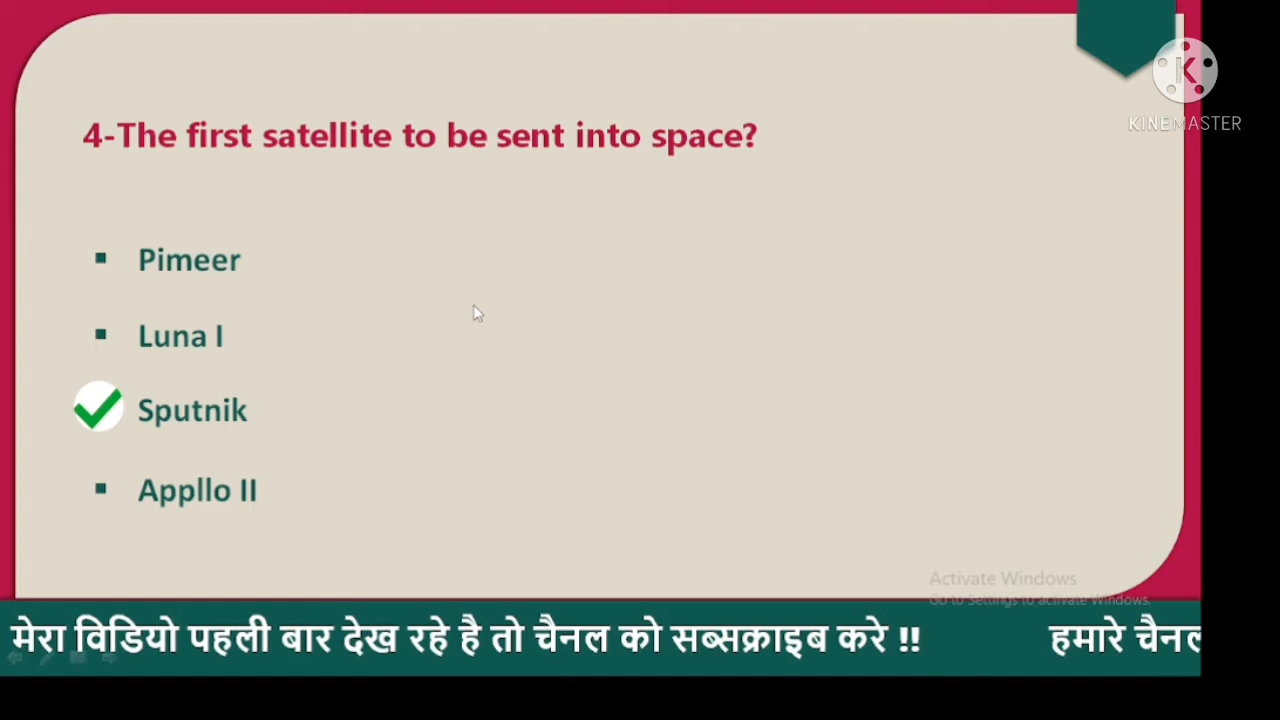 4-The first satellite to be sent into space?
KINEMASTER
Pimeer
Luna I
Sputnik
Appllo II
Activate Windows
Go to Settings to activate Windows.
मेरा विडियो पहली बार देख रहे है तो चैनल को सब्सक्राइब करे !! हमारे चैनल